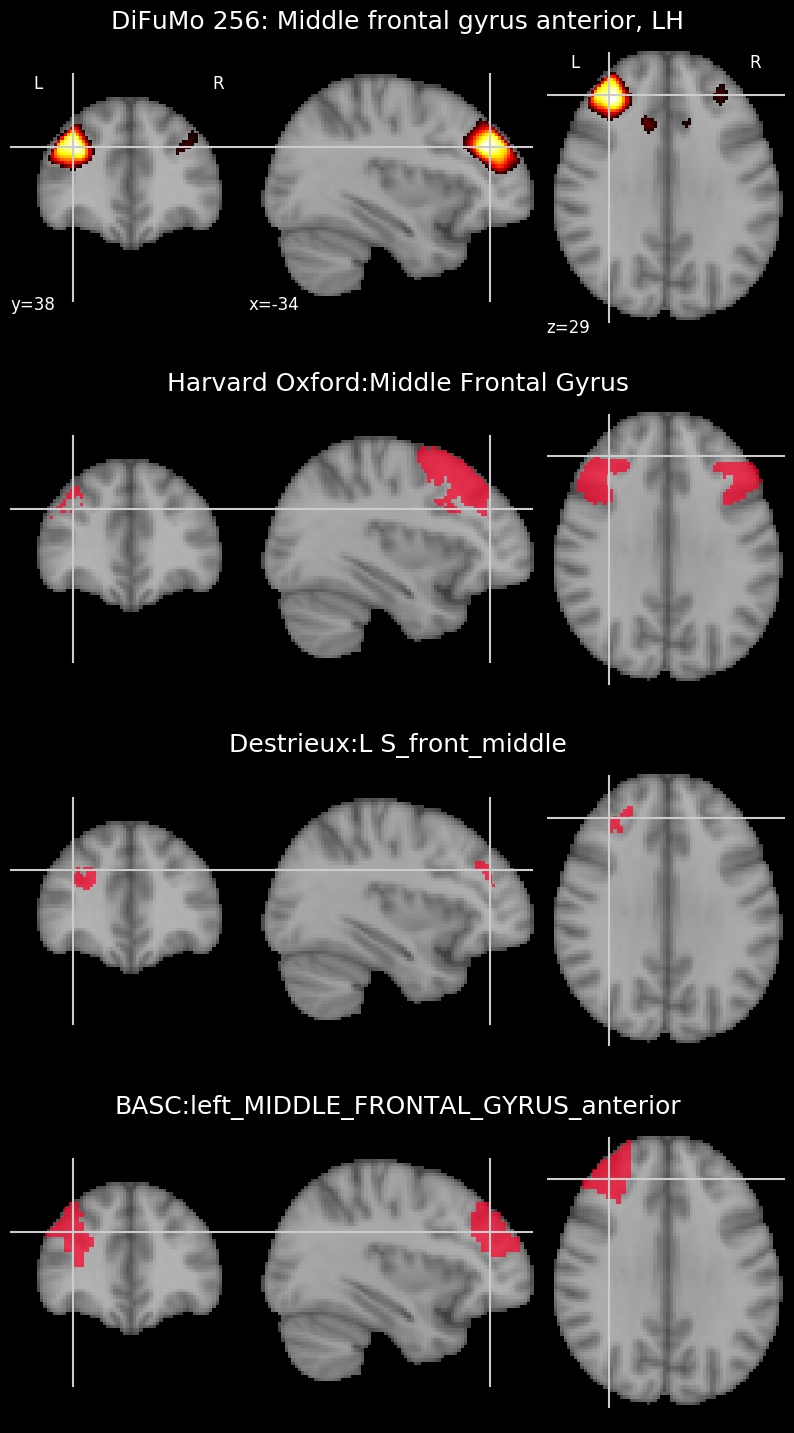 DiFuMo 256: Middle frontal gyrus anterior, LH
L R L R
y=38 x=-34 z=29
Harvard Oxford:Middle Frontal Gyrus
Destrieux:L S_front_middle
BASC:left_MIDDLE_FRONTAL_GYRUS_anterior